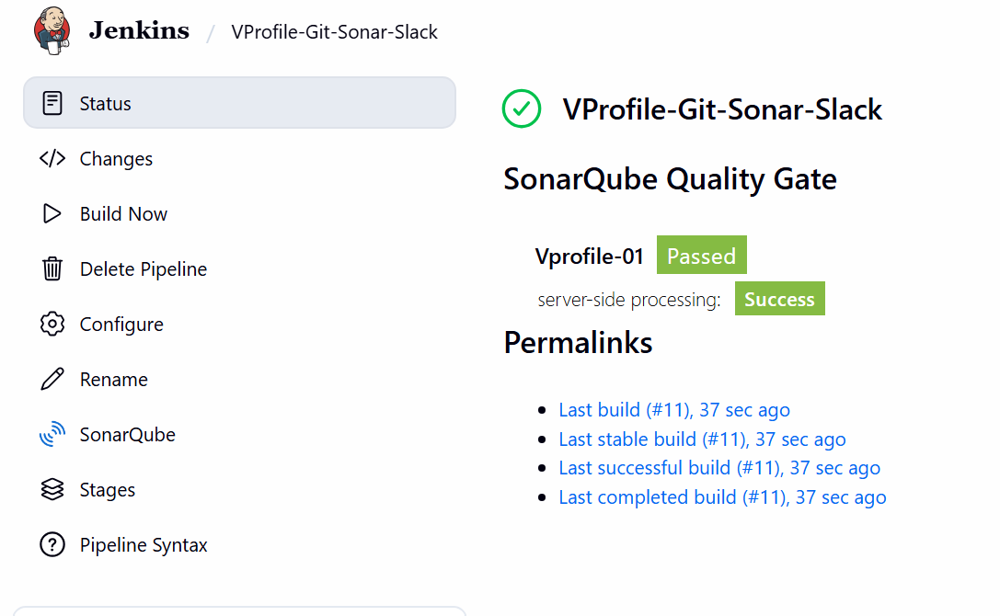 Jenkins / VProfile-Git-Sonar-Slack
Status
Changes
Build Now
Delete Pipeline
Configure
Rename
SonarQube
Stages
Pipeline Syntax
VProfile-Git-Sonar-Slack
SonarQube Quality Gate
Vprofile-01 Passed
server-side processing: Success
Permalinks
Last build (#11), 37 sec ago
Last stable build (#11), 37 sec ago
Last successful build (#11), 37 sec ago
Last completed build (#11), 37 sec ago